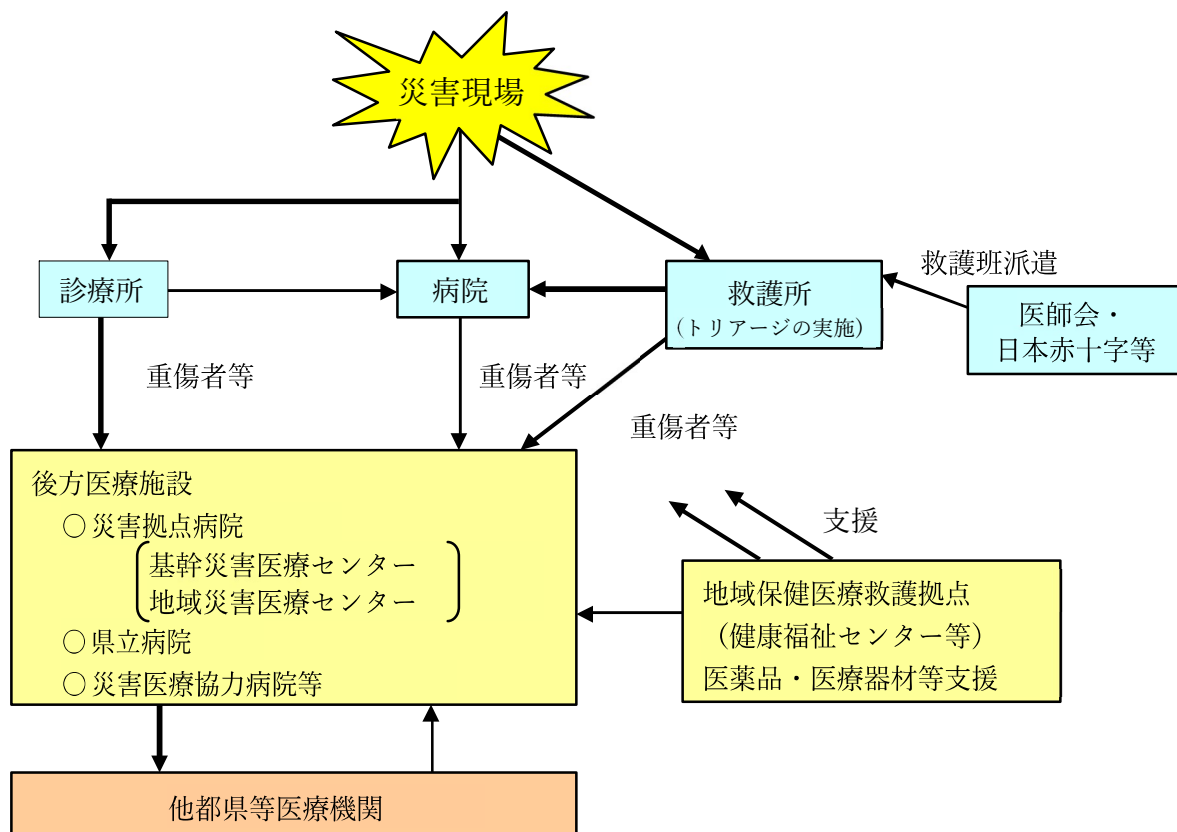 災害現場
診療所
病院
救護所
(トリアージの実施)
救護班派遣
医師会・
日本赤十字等
重傷者等
重傷者等
重傷者等
後方医療施設
○災害拠点病院
基幹災害医療センター
地域災害医療センター
○県立病院
○災害医療協力病院等
支援
地域保健医療救護拠点
（健康福祉センター等）
医薬品・医療器材等支援
他都県等医療機関